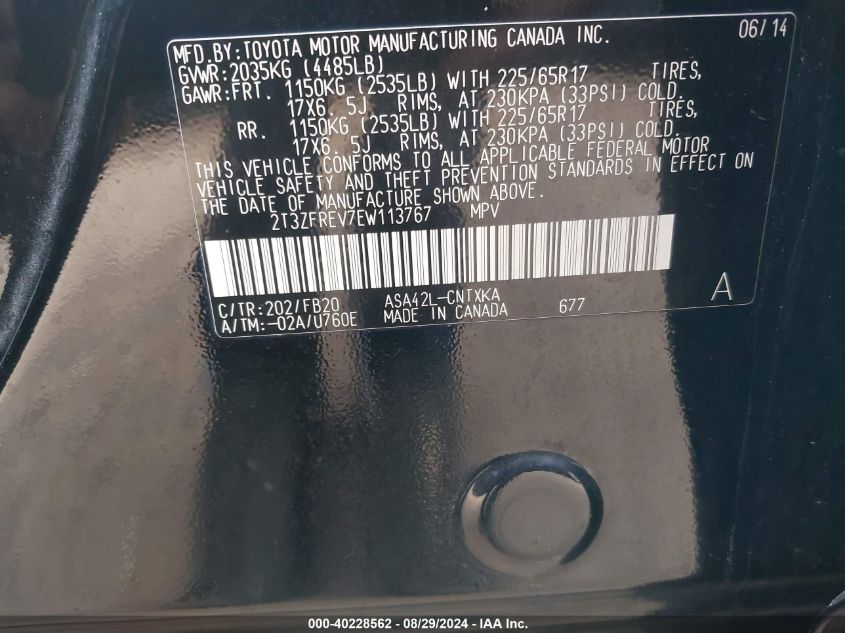 MFD.BY:TOYOTA MOTOR MANUFACTURING CANADA INC. 06/14
GVWR:2035KG (4485LB)
GAWR:FRT. 1150KG (2535LB) WITH 225/65R17 TIRES,
17X6. 5J RIMS, AT 230KPA (33PSI) COLD.
RR. 1150KG (2535LB) WITH 225/65R17 TIRES,
17X6. 5J RIMS, AT 230KPA (33PSI) COLD.
THIS VEHICLE CONFORMS TO ALL APPLICABLE FEDERAL MOTOR
VEHICLE SAFETY AND THEFT PREVENTION STANDARDS IN EFFECT ON
THE DATE OF MANUFACTURE SHOWN ABOVE.
2T3ZFREV7EW113767 MPV
C/TR:202/FB20 ASA42L-CNTXKA A
A/TM:-02A/U760E MADE IN CANADA 677
000-40228562 - 08/29/2024 - IAA Inc.